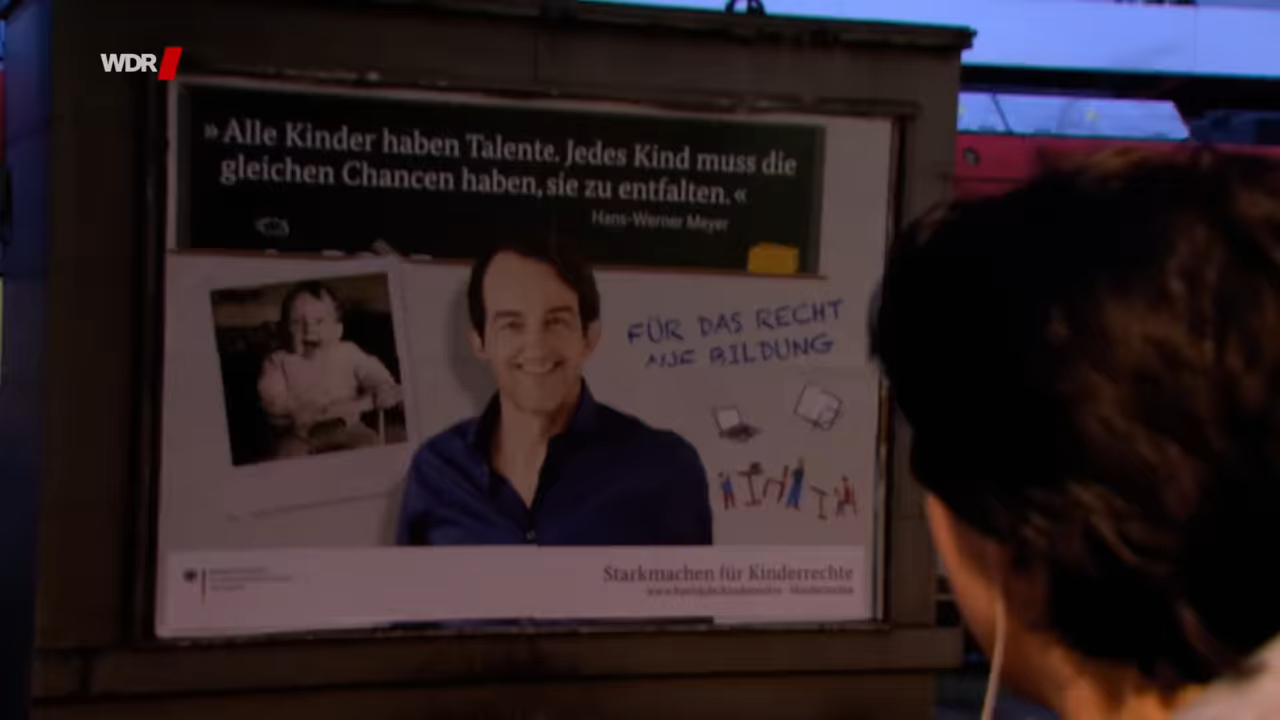 WDR
» Alle Kinder haben Talente. Jedes Kind muss die
gleichen Chancen haben, sie zu entfalten. «
Hans-Werner Meyer
FÜR DAS RECHT
AUF BILDUNG
Starkmachen für Kinderrechte